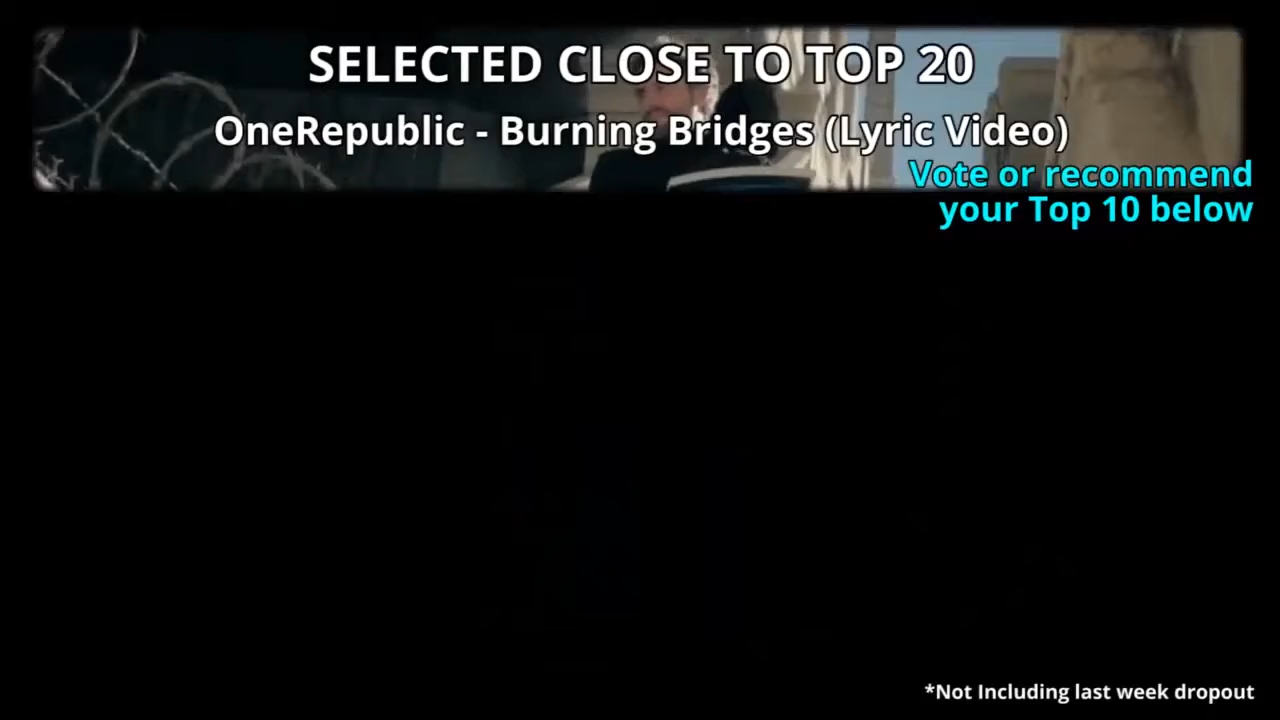 SELECTED CLOSE TO TOP 20
OneRepublic - Burning Bridges (Lyric Video)
Vote or recommend
your Top 10 below
*Not Including last week dropout